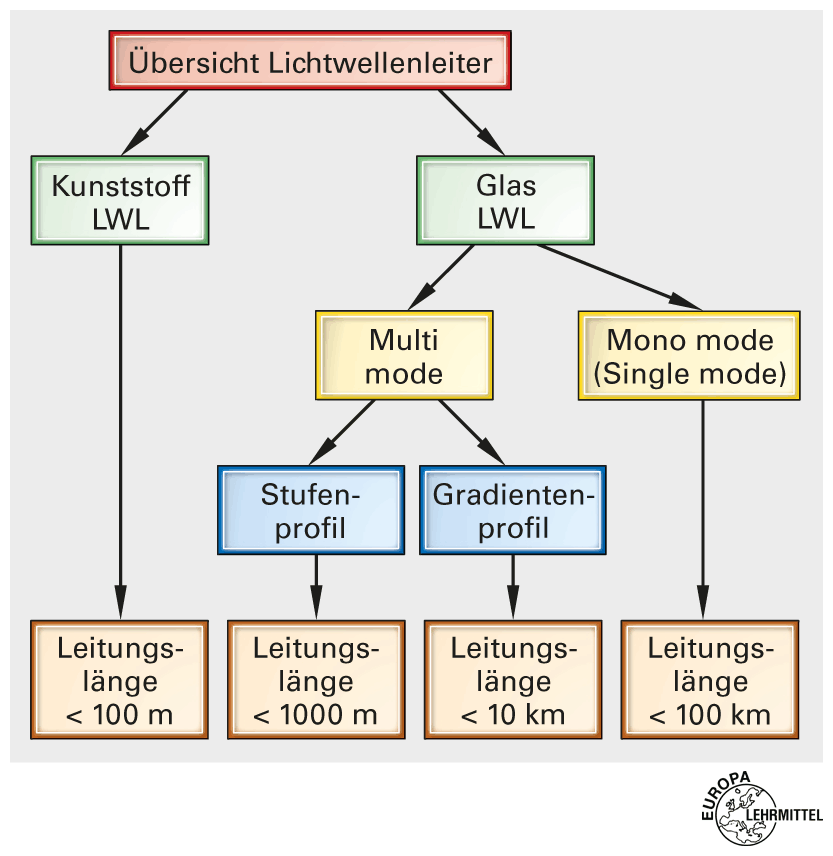 Übersicht Lichtwellenleiter
Kunststoff
LWL
Glas
LWL
Multi
mode
Mono mode
(Single mode)
Stufen-
profil
Gradienten-
profil
Leitungs-
länge
< 100 m
Leitungs-
länge
< 1000 m
Leitungs-
länge
< 10 km
Leitungs-
länge
< 100 km
EUROPA
LEHRMITTEL